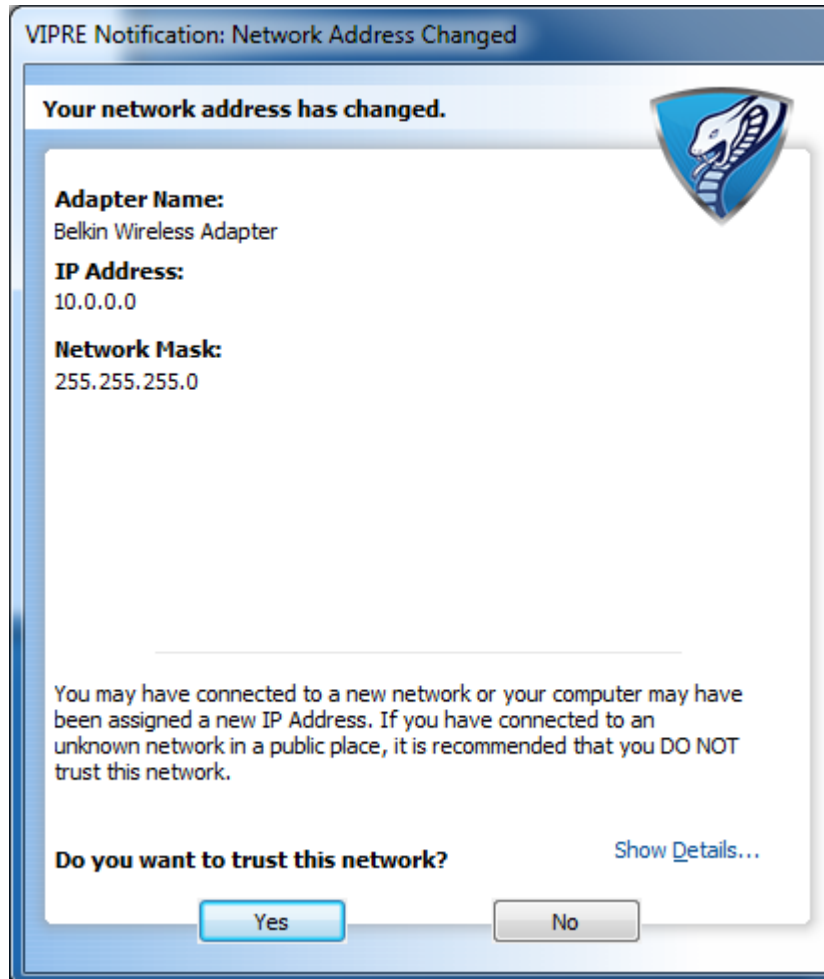 VIPRE Notification: Network Address Changed
Your network address has changed.
Adapter Name:
Belkin Wireless Adapter
IP Address:
10.0.0.0
Network Mask:
255.255.255.0
You may have connected to a new network or your computer may have
been assigned a new IP Address. If you have connected to an
unknown network in a public place, it is recommended that you DO NOT
trust this network.
Do you want to trust this network?
Show Details...
Yes
No